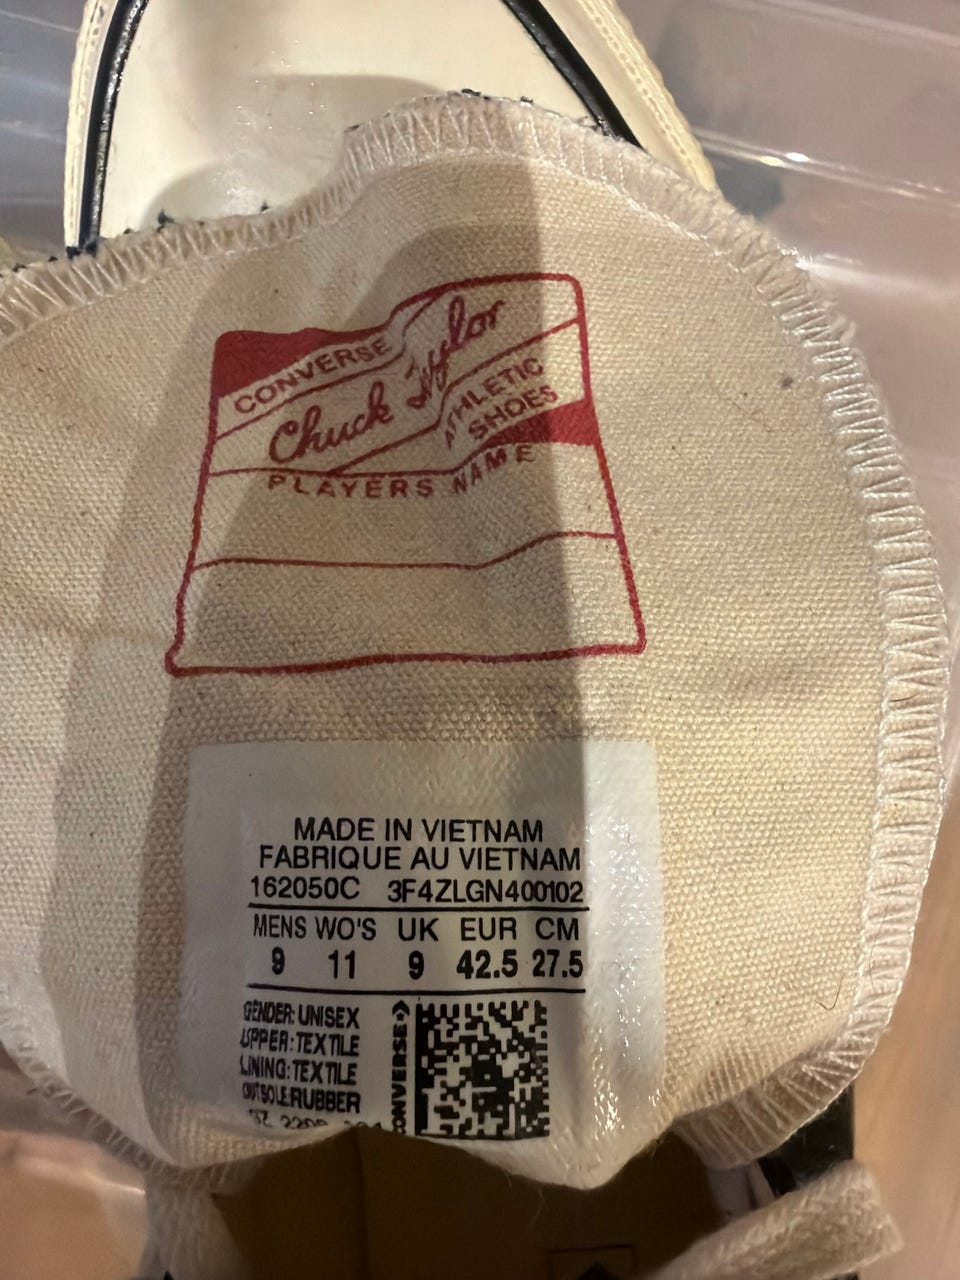 CONVERSE
Chuck Taylor
ATHLETIC
SHOES
PLAYERS NAME
MADE IN VIETNAM
FABRIQUE AU VIETNAM
162050C 3F4ZLGN400102
MENS WO'S UK EUR CM
9 11 9 42.5 27.5
GENDER: UNISEX
UPPER: TEXTILE
LINING: TEXTILE
OUTSOLE: RUBBER
CONVERSE